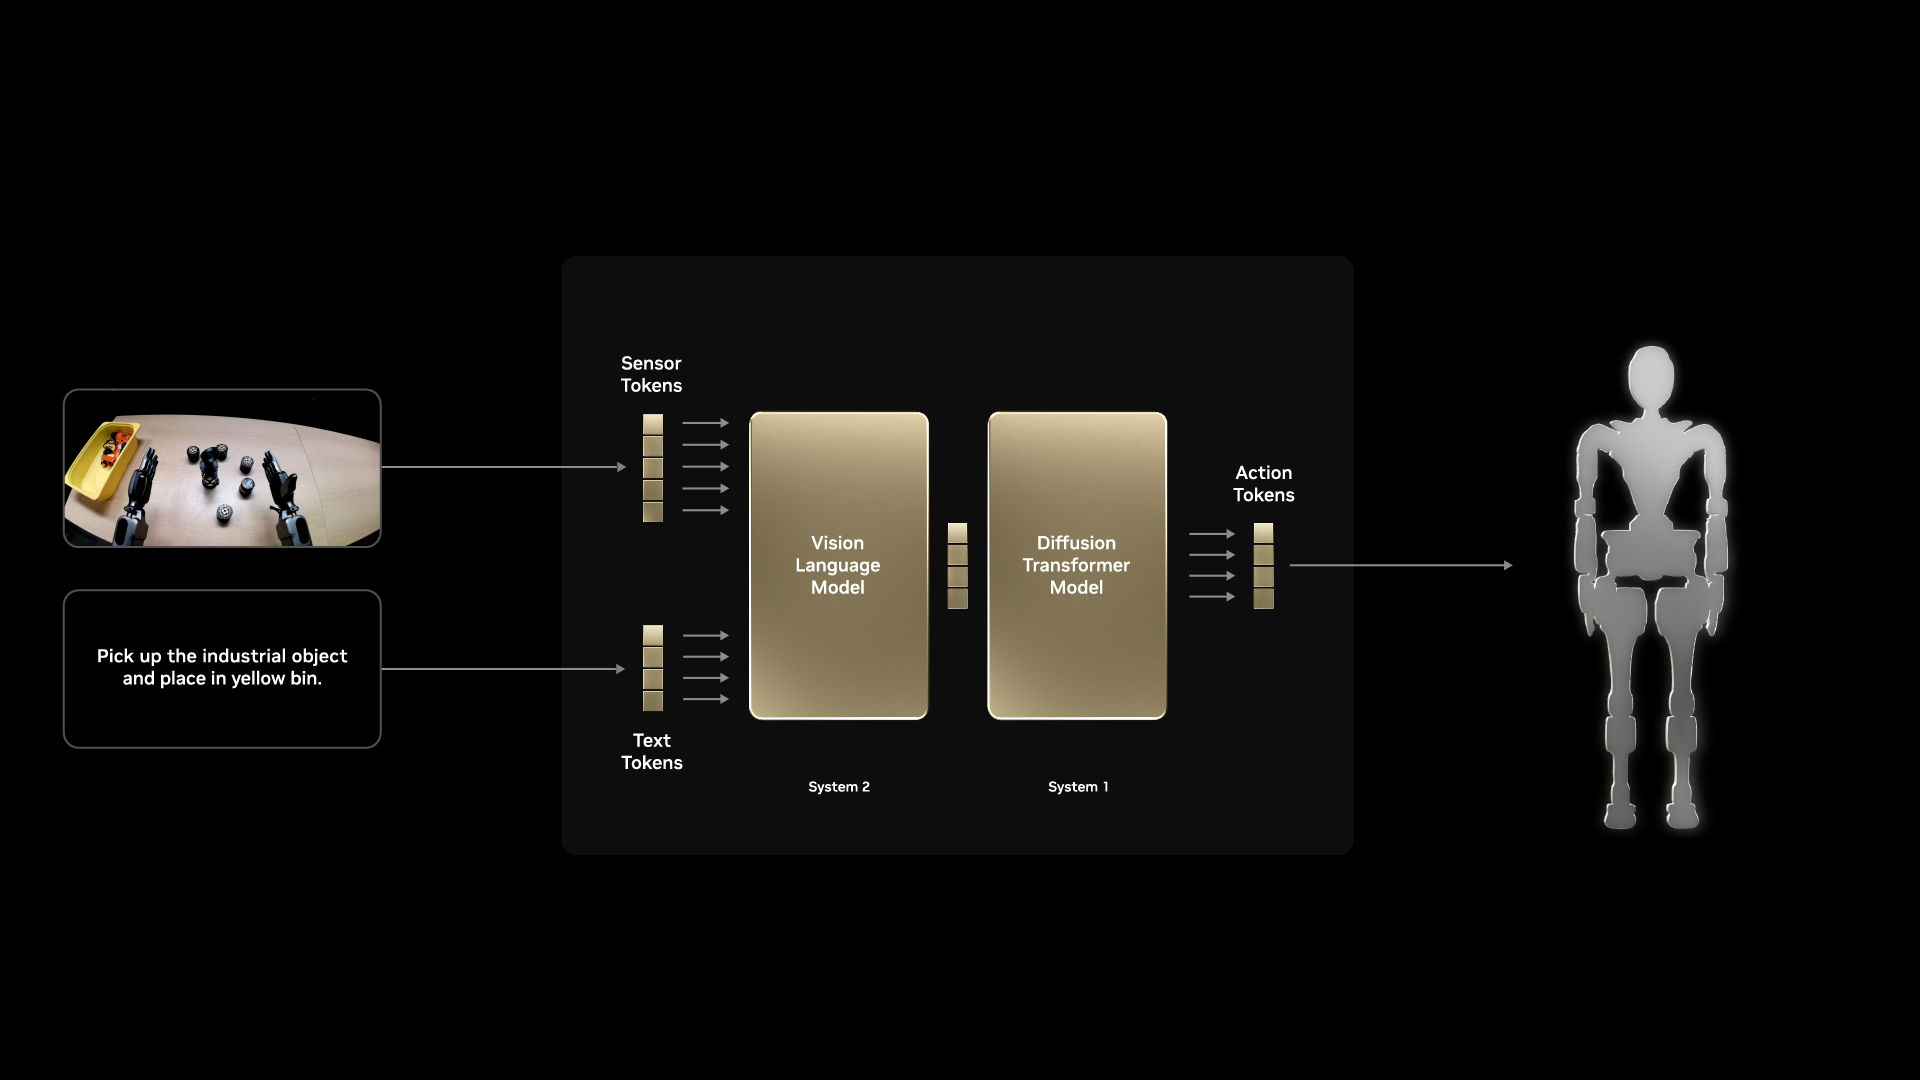 Sensor
Tokens
Pick up the industrial object
and place in yellow bin.
Text
Tokens
Vision
Language
Model
System 2
Diffusion
Transformer
Model
System 1
Action
Tokens